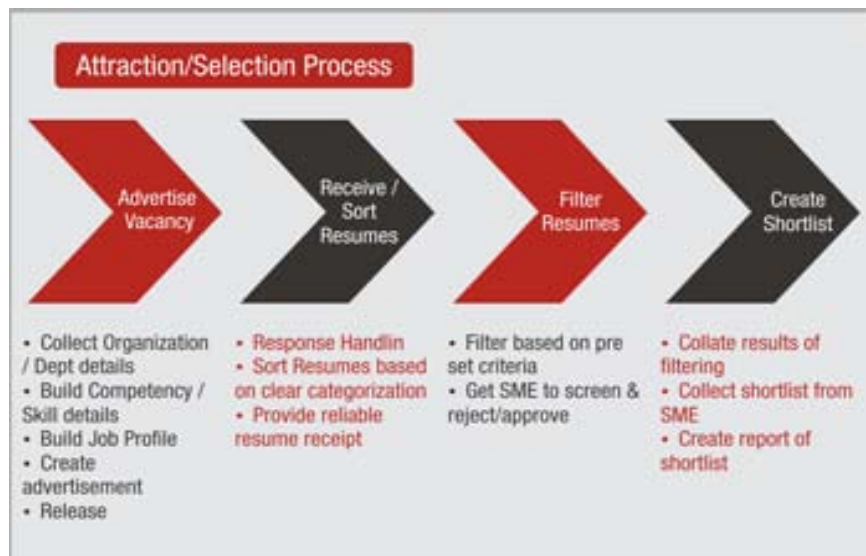 Attraction/Selection Process
Advertise
Vacancy
Receive /
Sort
Resumes
Filter
Resumes
Create
Shortlist
• Collect Organization
/ Dept details
• Build Competency /
Skill details
• Build Job Profile
• Create
advertisement
• Release
• Response Handlin
• Sort Resumes based
on clear categorization
• Provide reliable
resume receipt
• Filter based on pre
set criteria
• Get SME to screen &
reject/approve
• Collate results of
filtering
• Collect shortlist from
SME
• Create report of
shortlist